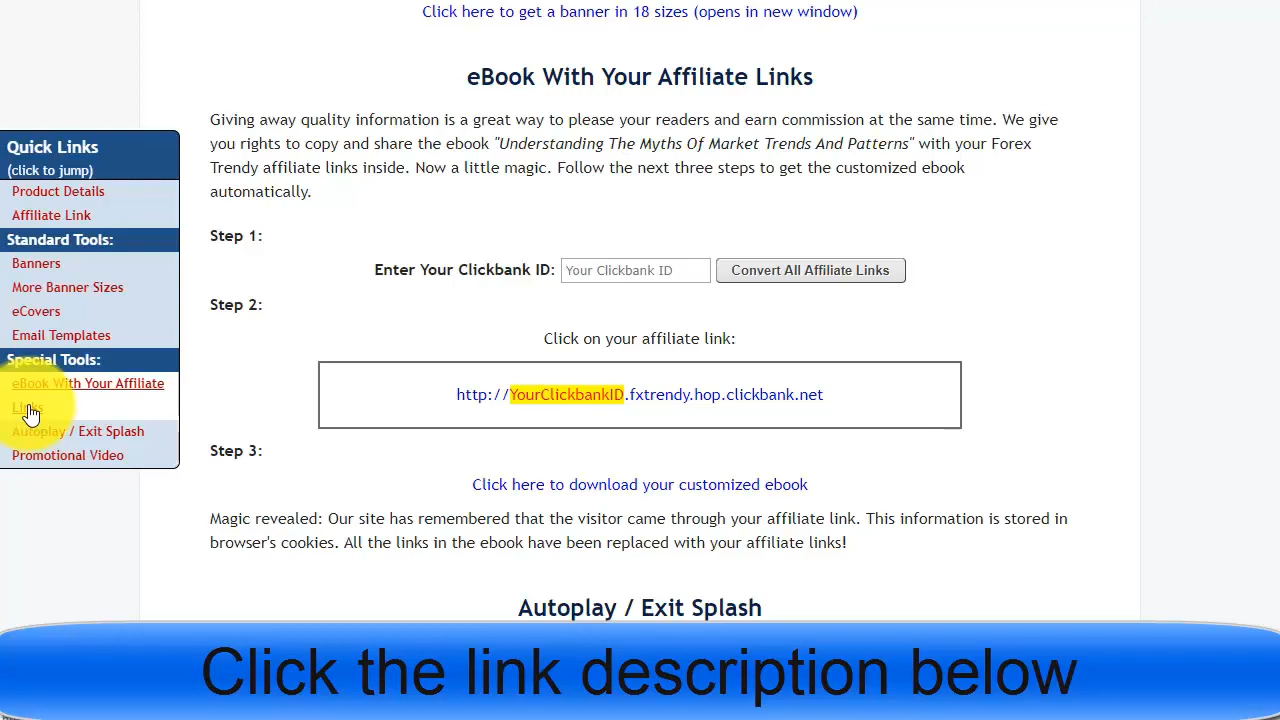 Click here to get a banner in 18 sizes (opens in new window)
eBook With Your Affiliate Links
Giving away quality information is a great way to please your readers and earn commission at the same time. We give
you rights to copy and share the ebook "Understanding The Myths Of Market Trends And Patterns" with your Forex
Trendy affiliate links inside. Now a little magic. Follow the next three steps to get the customized ebook
automatically.
Step 1:
Enter Your Clickbank ID: Your Clickbank ID Convert All Affiliate Links
Step 2:
Click on your affiliate link:
http://YourClickbankID.fxtrendy.hop.clickbank.net
Step 3:
Click here to download your customized ebook
Magic revealed: Our site has remembered that the visitor came through your affiliate link. This information is stored in
browser's cookies. All the links in the ebook have been replaced with your affiliate links!
Autoplay / Exit Splash
Quick Links
(click to jump)
Product Details
Affiliate Link
Standard Tools:
Banners
More Banner Sizes
eCovers
Email Templates
Special Tools:
eBook With Your Affiliate
Links
Autoplay / Exit Splash
Promotional Video
Click the link description below